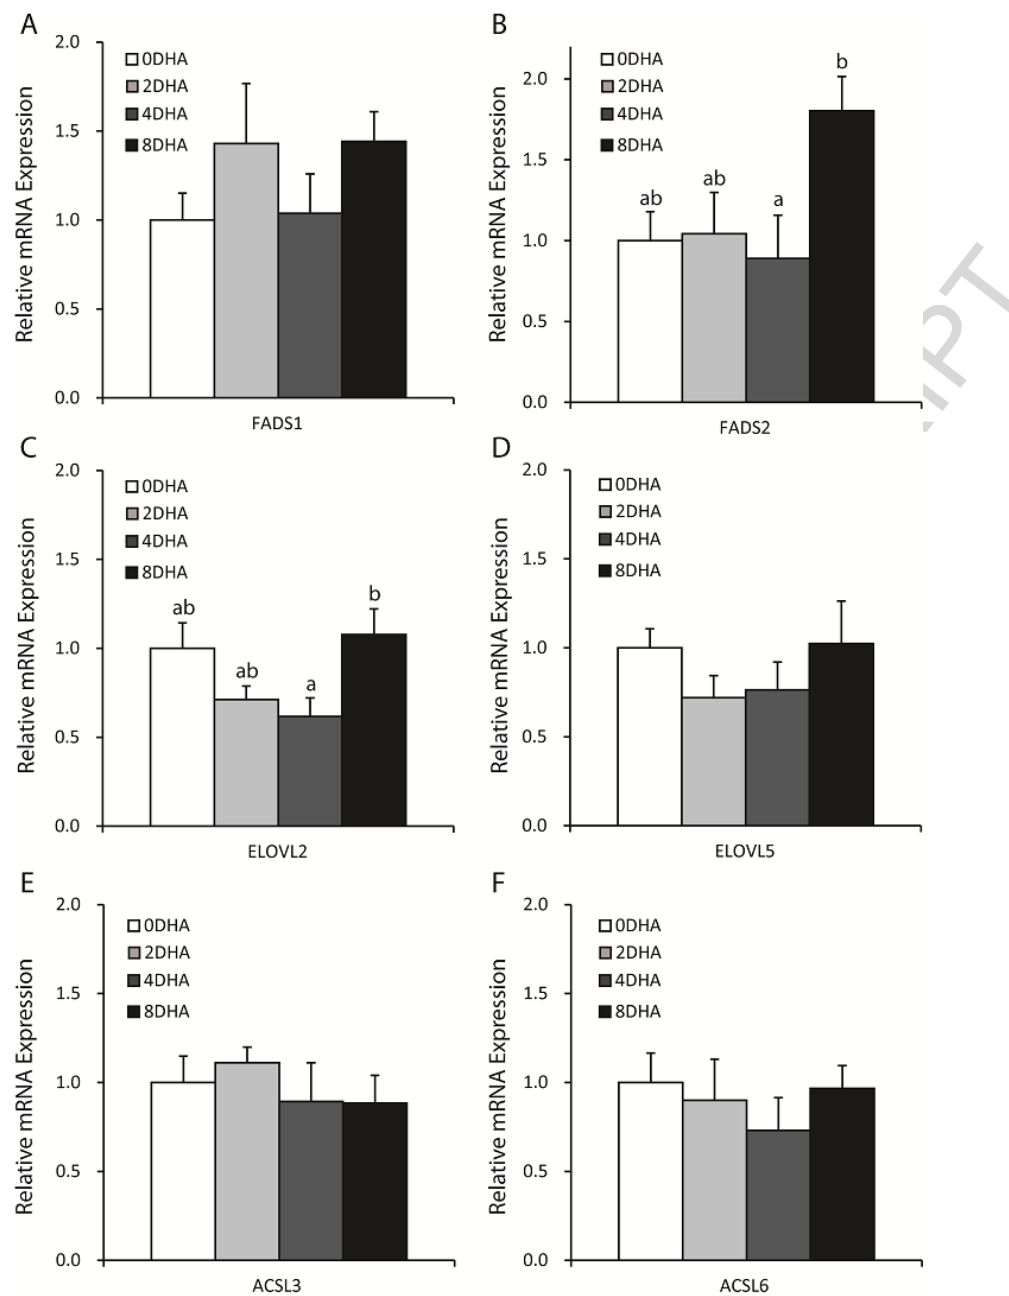 A
2.0
1.5
1.0
0.5
0.0
Relative mRNA Expression
0DHA
2DHA
4DHA
8DHA
FADS1
B
2.0
1.5
1.0
0.5
0.0
Relative mRNA Expression
0DHA
2DHA
4DHA
8DHA
ab
ab
a
b
FADS2
C
2.0
1.5
1.0
0.5
0.0
Relative mRNA Expression
0DHA
2DHA
4DHA
8DHA
ab
ab
a
b
ELOVL2
D
2.0
1.5
1.0
0.5
0.0
Relative mRNA Expression
0DHA
2DHA
4DHA
8DHA
ELOVL5
E
2.0
1.5
1.0
0.5
0.0
Relative mRNA Expression
0DHA
2DHA
4DHA
8DHA
ACSL3
F
2.0
1.5
1.0
0.5
0.0
Relative mRNA Expression
0DHA
2DHA
4DHA
8DHA
ACSL6